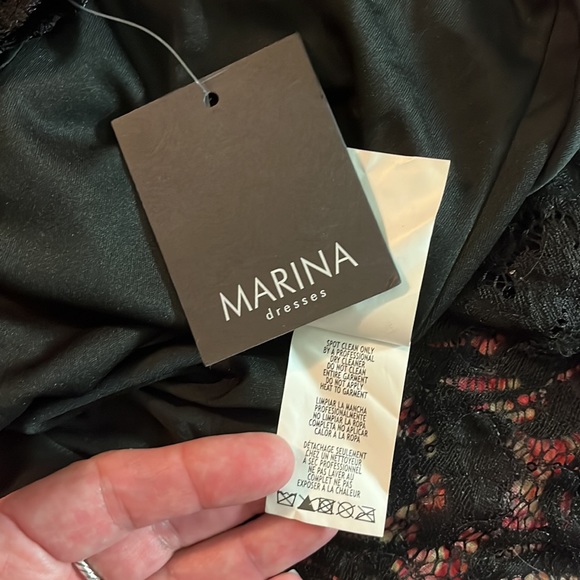 MARINA
dresses
SPOT CLEAN ONLY
BY A PROFESSIONAL
DRY CLEANER
DO NOT CLEAN
ENTIRE GARMENT
DO NOT APPLY
HEAT TO GARMENT
LIMPIAR LA MANCHA
PROFESIONALMENTE
NO LIMPIAR LA ROPA
COMPLETA NO APLICAR
CALOR A LA ROPA
DÉTACHAGE SEULEMENT
CHEZ UN NETTOYEUR
A SEC PROFESSIONNEL
NE PAS LAVER AU
COMPLET NE PAS
EXPOSER A LA CHALEUR